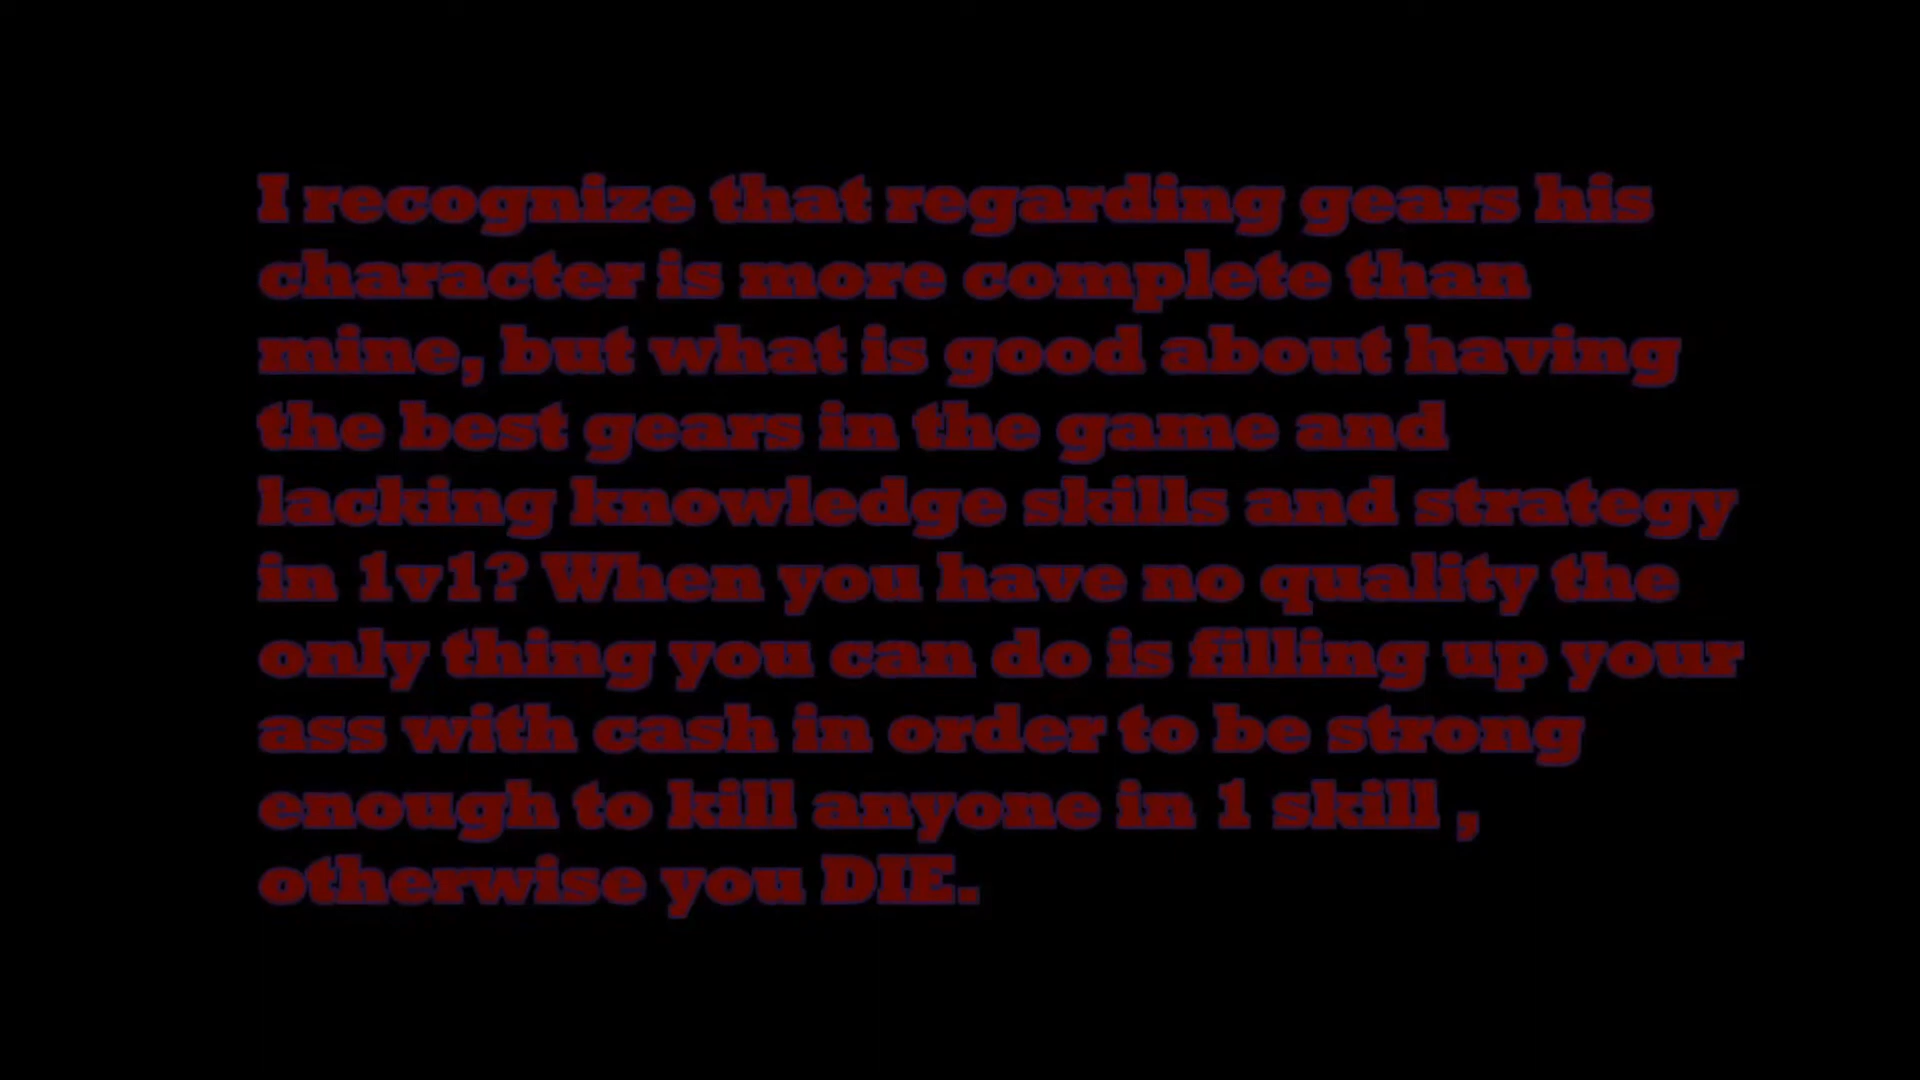 I recognize that regarding gears his
character is more complete than
mine, but what is good about having
the best gears in the game and
lacking knowledge skills and strategy
in 1v1? When you have no quality the
only thing you can do is filling up your
ass with cash in order to be strong
enough to kill anyone in 1 skill ,
otherwise you DIE.